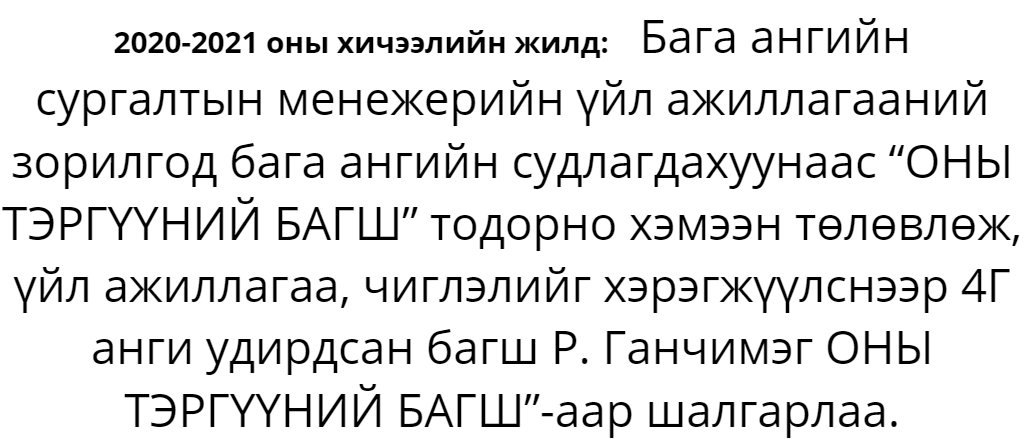 2020-2021 оны хичээлийн жилд: Бага ангийн
сургалтын менежерийн үйл ажиллагааний
зорилгод бага ангийн судлагдахуунаас “ОНЫ
ТЭРГҮҮНИЙ БАГШ” тодорно хэмээн төлөвлөж,
үйл ажиллагаа, чиглэлийг хэрэгжүүлснээр 4Г
анги удирдсан багш Р. Ганчимэг ОНЫ
ТЭРГҮҮНИЙ БАГШ”-аар шалгарлаа.